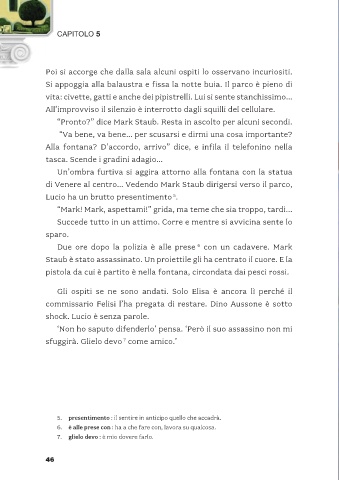 CAPITOLO 5
Poi si accorge che dalla sala alcuni ospiti lo osservano incuriositi.
Si appoggia alla balaustra e fissa la notte buia. Il parco è pieno di
vita: civette, gatti e anche dei pipistrelli. Lui si sente stanchissimo...
All'improvviso il silenzio è interrotto dagli squilli del cellulare.
“Pronto?” dice Mark Staub. Resta in ascolto per alcuni secondi.
“Va bene, va bene... per scusarsi e dirmi una cosa importante?
Alla fontana? D'accordo, arrivo” dice, e infila il telefonino nella
tasca. Scende i gradini adagio...
Un'ombra furtiva si aggira attorno alla fontana con la statua
di Venere al centro... Vedendo Mark Staub dirigersi verso il parco,
Lucio ha un brutto presentimento⁵.
“Mark! Mark, aspettami!” grida, ma teme che sia troppo, tardi...
Succede tutto in un attimo. Corre e mentre si avvicina sente lo
sparo.
Due ore dopo la polizia è alle prese⁶ con un cadavere. Mark
Staub è stato assassinato. Un proiettile gli ha centrato il cuore. E la
pistola da cui è partito è nella fontana, circondata dai pesci rossi.
Gli ospiti se ne sono andati. Solo Elisa è ancora lì perché il
commissario Felisi l'ha pregata di restare. Dino Aussone è sotto
shock. Lucio è senza parole.
‘Non ho saputo difenderlo’ pensa. ‘Però il suo assassino non mi
sfuggirà. Glielo devo⁷ come amico.’
5. presentimento : il sentire in anticipo quello che accadrà.
6. è alle prese con : ha a che fare con, lavora su qualcosa.
7. glielo devo : è mio dovere farlo.
46